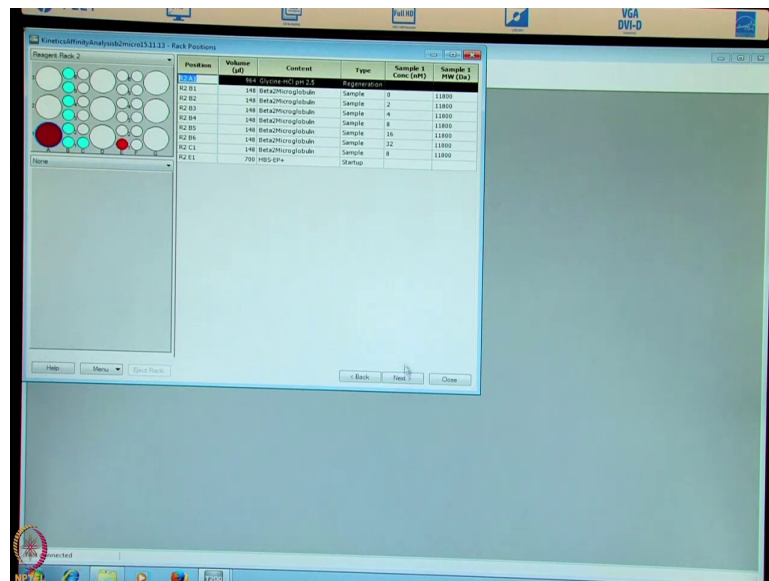 Full HD
VGA
DVI-D
KineticsAffinityAnalysisb2micro15.11.13 - Rack Positions
Reagent Rack 2
Position Volume (µl) Content Type Sample 1 Conc (nM) Sample 1 MW (Da)
R2 A1 964 Glycine-HCl pH 2.5 Regeneration
R2 B1 148 Beta2Microglobulin Sample 0 11800
R2 B2 148 Beta2Microglobulin Sample 2 11800
R2 B3 148 Beta2Microglobulin Sample 4 11800
R2 B4 148 Beta2Microglobulin Sample 8 11800
R2 B5 148 Beta2Microglobulin Sample 16 11800
R2 B6 148 Beta2Microglobulin Sample 32 11800
R2 C1 148 Beta2Microglobulin Sample 8 11800
R2 E1 700 HBS-EP+ Startup
A B C D E F G
None
Help Menu Eject Rack < Back Next > Close
NPTEL
T200